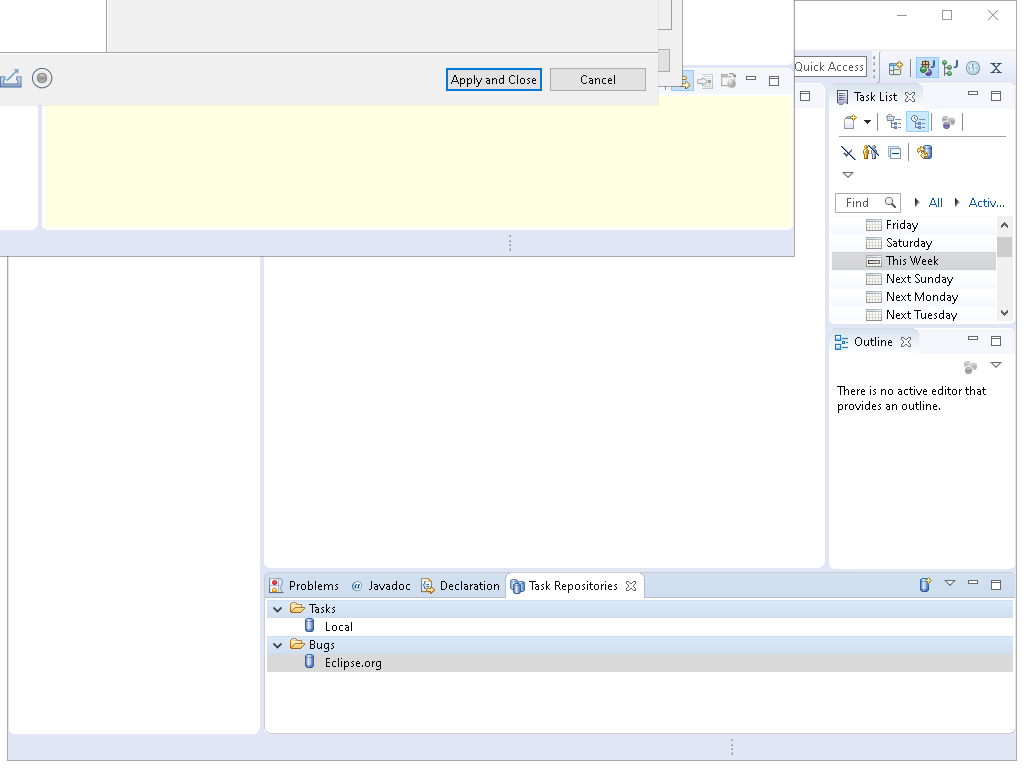 Apply and Close
Cancel
Quick Access
Task List
Find
All
Activ...
Friday
Saturday
This Week
Next Sunday
Next Monday
Next Tuesday
Outline
There is no active editor that
provides an outline.
Problems
@ Javadoc
Declaration
Task Repositories
Tasks
Local
Bugs
Eclipse.org